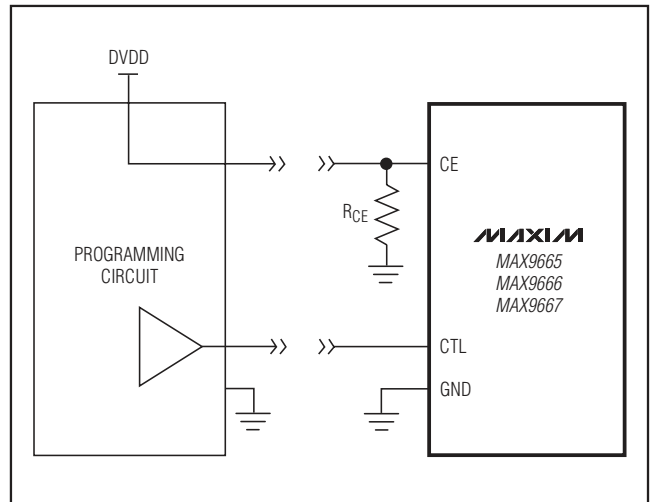 DVDD
CE
RCE
PROGRAMMING
CIRCUIT
MAXIM
MAX9665
MAX9666
MAX9667
CTL
GND